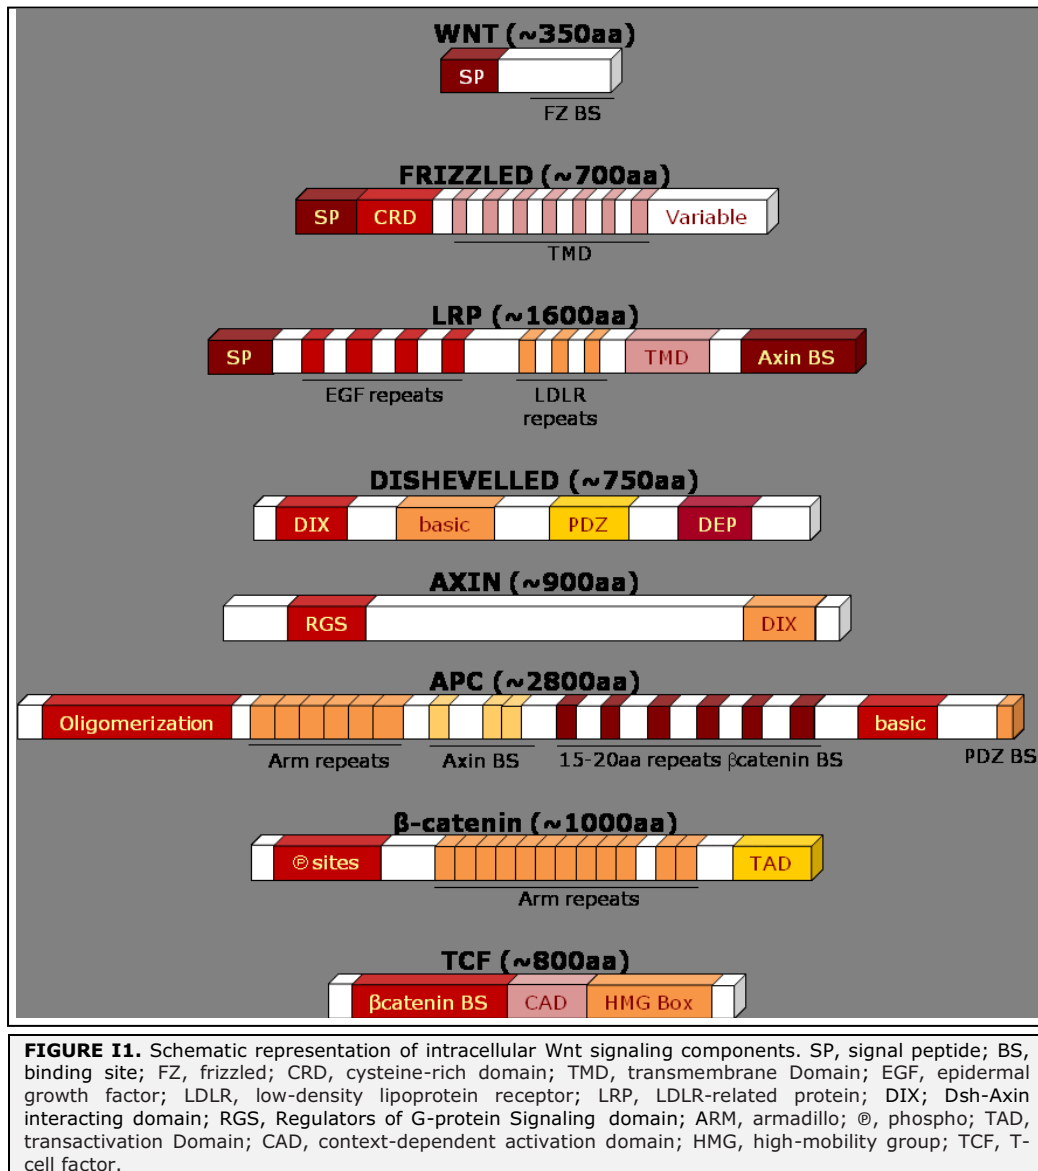 WNT (~350aa)
SP
FZ BS
FRIZZLED (~700aa)
SP CRD Variable
TMD
LRP (~1600aa)
SP TMD Axin BS
EGF repeats LDLR
repeats
DISHEVELLED (~750aa)
DIX basic PDZ DEP
AXIN (~900aa)
RGS DIX
APC (~2800aa)
Oligomerization basic
Arm repeats Axin BS 15-20aa repeats βcatenin BS PDZ BS
β-catenin (~1000aa)
℗ sites TAD
Arm repeats
TCF (~800aa)
βcatenin BS CAD HMG Box
FIGURE I1. Schematic representation of intracellular Wnt signaling components. SP, signal peptide; BS,
binding site; FZ, frizzled; CRD, cysteine-rich domain; TMD, transmembrane Domain; EGF, epidermal
growth factor; LDLR, low-density lipoprotein receptor; LRP, LDLR-related protein; DIX; Dsh-Axin
interacting domain; RGS, Regulators of G-protein Signaling domain; ARM, armadillo; ℗, phospho; TAD,
transactivation Domain; CAD, context-dependent activation domain; HMG, high-mobility group; TCF, T-
cell factor.